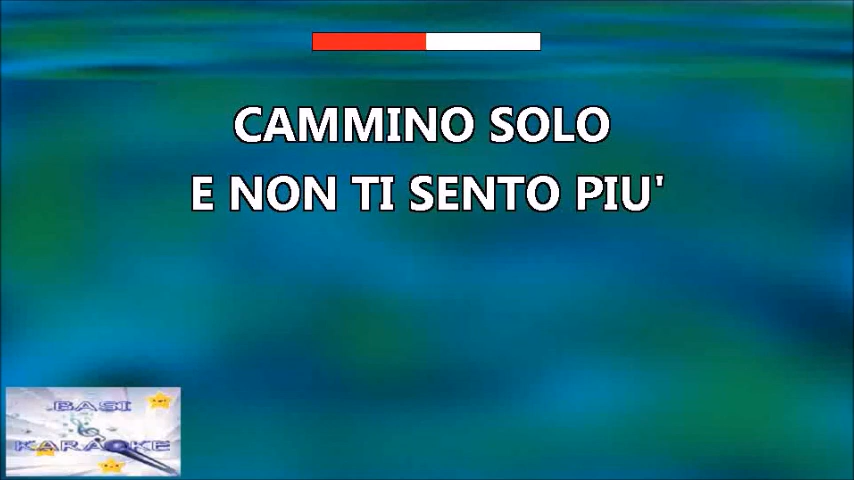 CAMMINO SOLO
E NON TI SENTO PIU'
BASI
KARAOKE